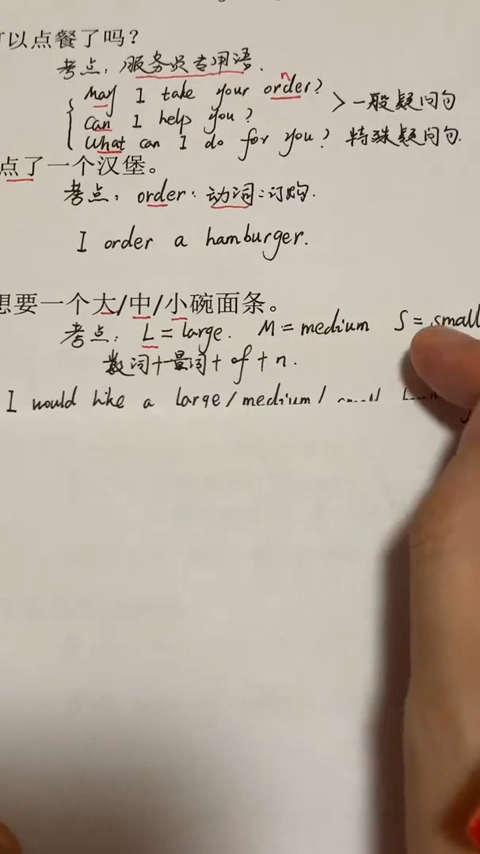 可以点餐了吗？
考点：服务员专用语.
n
May I take your order?
Can I help you? > 一般疑问句
What can I do for you? 特殊疑问句.
点了一个汉堡。
考点：order：动词：订购.
I order a hamburger.
想要一个大/中/小碗面条。
考点：L = large. M = medium S = small
数词+量词+ of + n.
I would like a large/medium/